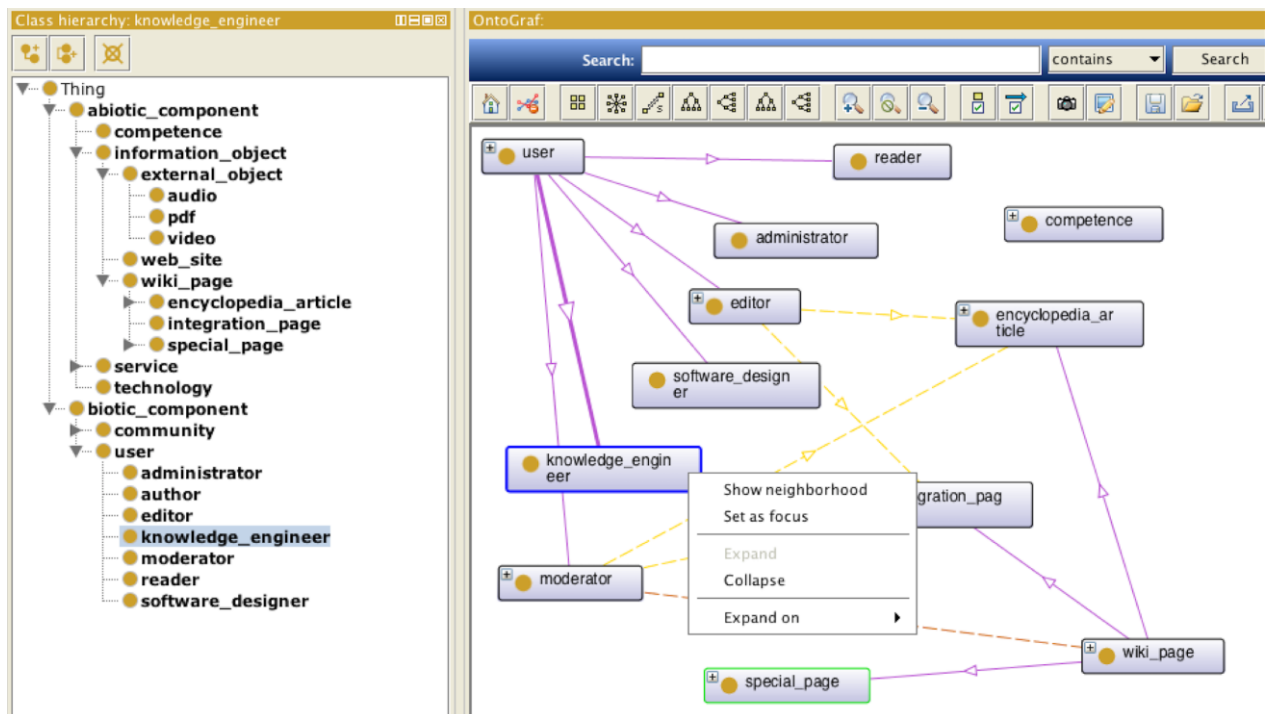 Class hierarchy: knowledge_engineer
Thing
abiotic_component
competence
information_object
external_object
audio
pdf
video
web_site
wiki_page
encyclopedia_article
integration_page
special_page
service
technology
biotic_component
community
user
administrator
author
editor
knowledge_engineer
moderator
reader
software_designer
OntoGraf:
Search:
contains
Search
user
reader
competence
administrator
editor
encyclopedia_ar
ticle
software_design
er
knowledge_engin
eer
Show neighborhood
Set as focus
Expand
Collapse
Expand on
gration_pag
moderator
wiki_page
special_page